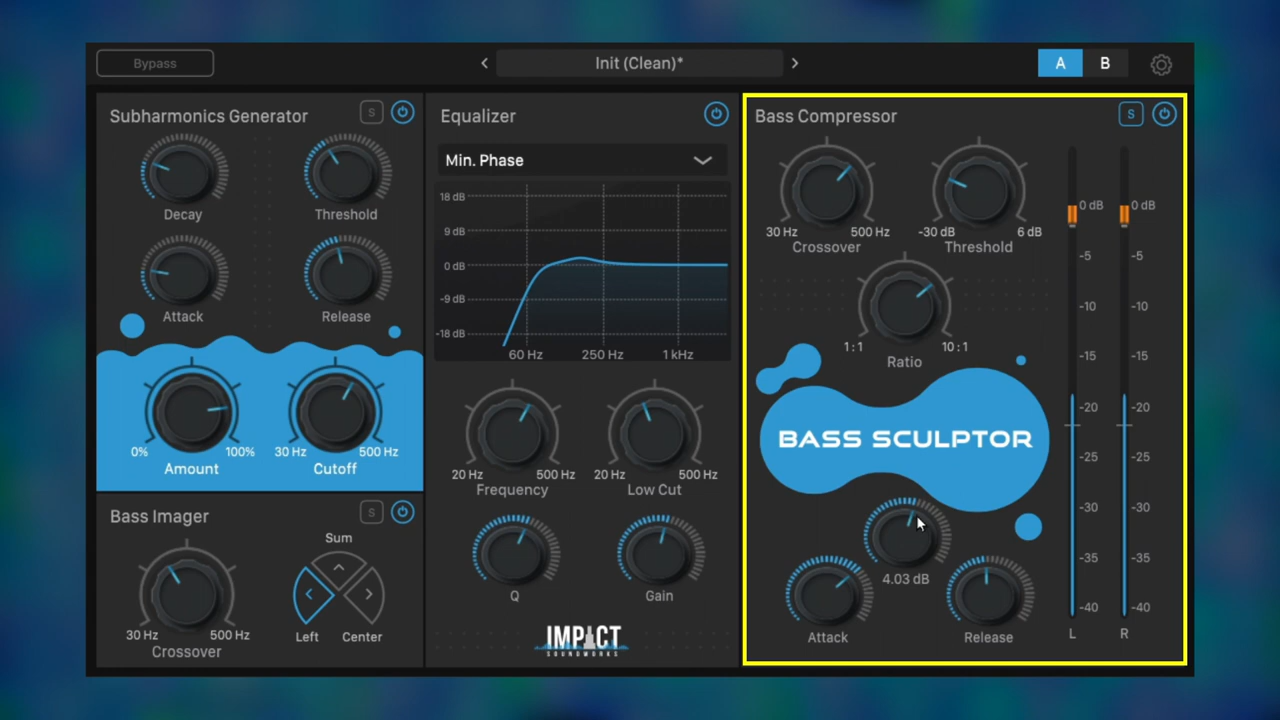 Bypass
Init (Clean)*
A B
Subharmonics Generator
S
Decay
Threshold
Attack
Release
0% 100%
Amount
30 Hz 500 Hz
Cutoff
Bass Imager
S
30 Hz 500 Hz
Crossover
Sum
Left Center
Equalizer
Min. Phase
18 dB
9 dB
0 dB
-9 dB
-18 dB
60 Hz 250 Hz 1 kHz
20 Hz 500 Hz
Frequency
20 Hz 500 Hz
Low Cut
Q
Gain
IMPACT
SOUNDWORKS
Bass Compressor
S
30 Hz 500 Hz
Crossover
-30 dB 6 dB
Threshold
1:1 10:1
Ratio
BASS SCULPTOR
4.03 dB
Attack
Release
0 dB 0 dB
-5 -5
-10 -10
-15 -15
-20 -20
-25 -25
-30 -30
-35 -35
-40 -40
L R